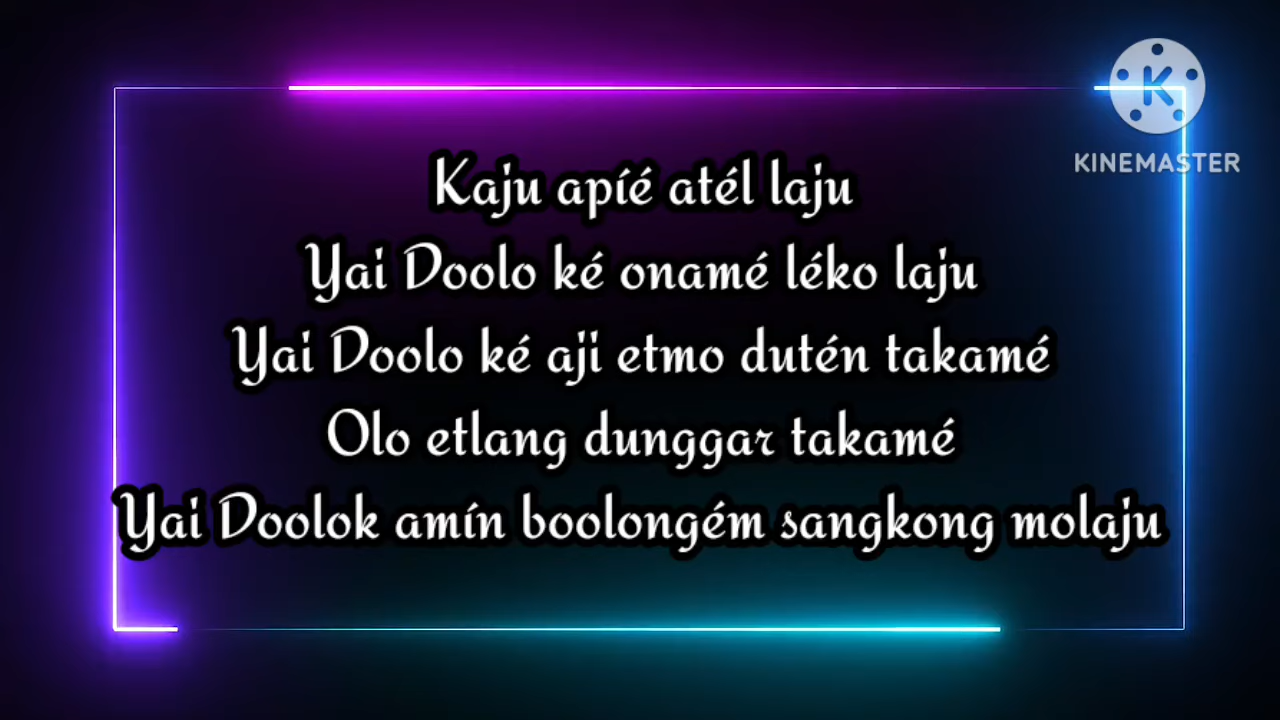 KINEMASTER
Kaju apíé atél laju
Yai Doolo ké onamé léko laju
Yai Doolo ké aji etmo dutén takamé
Olo etlang dunggar takamé
Yai Doolok amín boolongém sangkong molaju